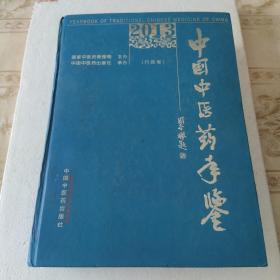 YEARBOOK OF TRADITIONAL CHINESE MEDICINE OF CHINA
2013
国家中医药管理局 主办
中国中医药出版社 承办
(行政卷)
中国中医药年鉴
中国中医药出版社